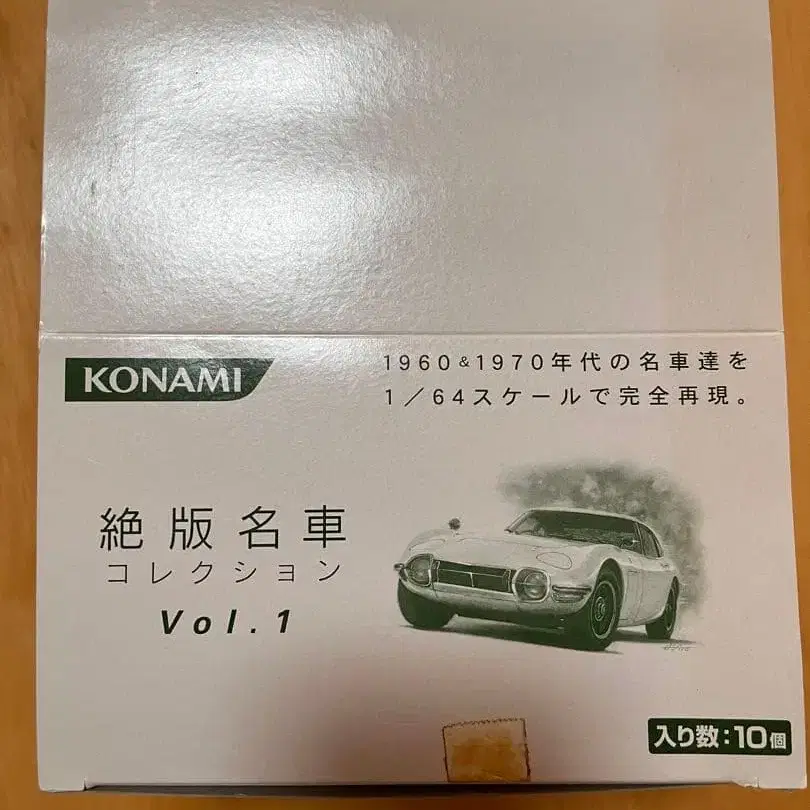 KONAMI
1960&1970年代の名車達を
1/64スケールで完全再現。
絶版名車
コレクション
Vol.1
入り数:10個